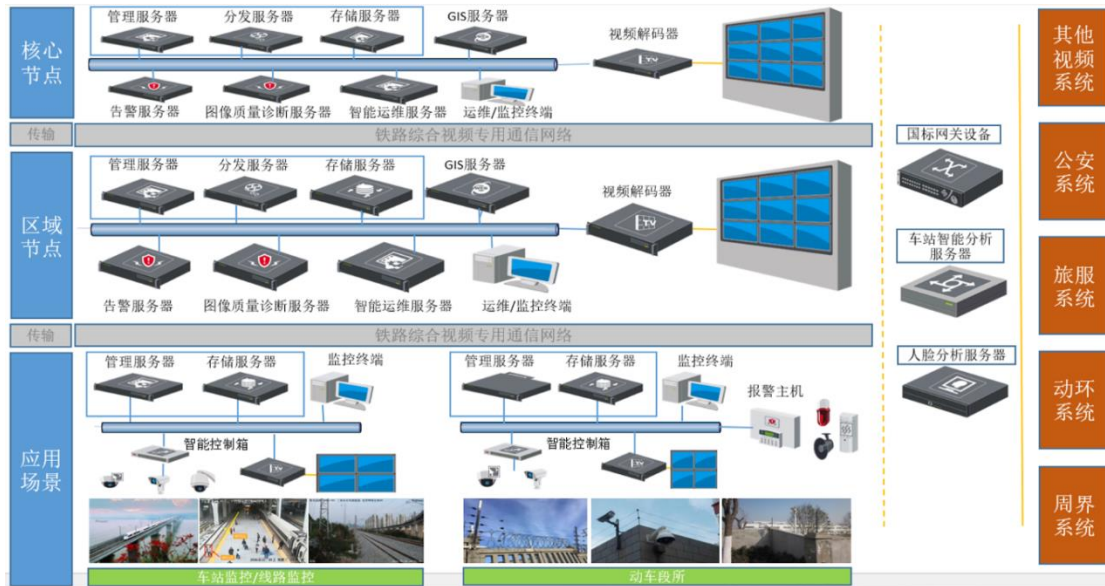 核心
节点
管理服务器
分发服务器
存储服务器
GIS服务器
视频解码器
告警服务器
图像质量诊断服务器
智能运维服务器
运维/监控终端
传输
铁路综合视频专用通信网络
区域
节点
管理服务器
分发服务器
存储服务器
GIS服务器
视频解码器
告警服务器
图像质量诊断服务器
智能运维服务器
运维/监控终端
传输
铁路综合视频专用通信网络
应用
场景
管理服务器
存储服务器
监控终端
智能控制箱
管理服务器
存储服务器
监控终端
报警主机
智能控制箱
车站监控/线路监控
动车段所
国标网关设备
车站智能分析
服务器
人脸分析服务器
其他
视频
系统
公安
系统
旅服
系统
动环
系统
周界
系统